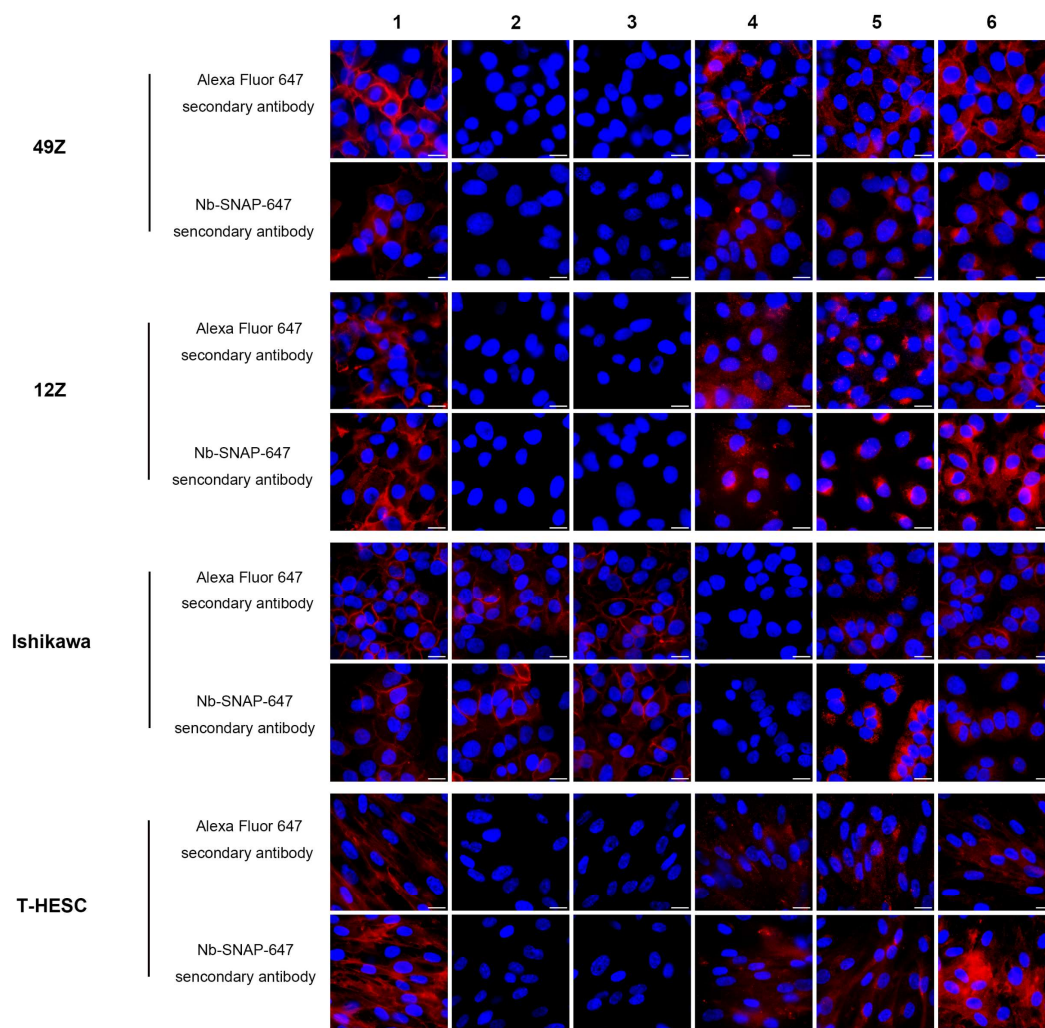 1 2 3 4 5 6
Alexa Fluor 647
secondary antibody
49Z
Nb-SNAP-647
sencondary antibody
Alexa Fluor 647
secondary antibody
12Z
Nb-SNAP-647
sencondary antibody
Alexa Fluor 647
secondary antibody
Ishikawa
Nb-SNAP-647
sencondary antibody
Alexa Fluor 647
secondary antibody
T-HESC
Nb-SNAP-647
sencondary antibody